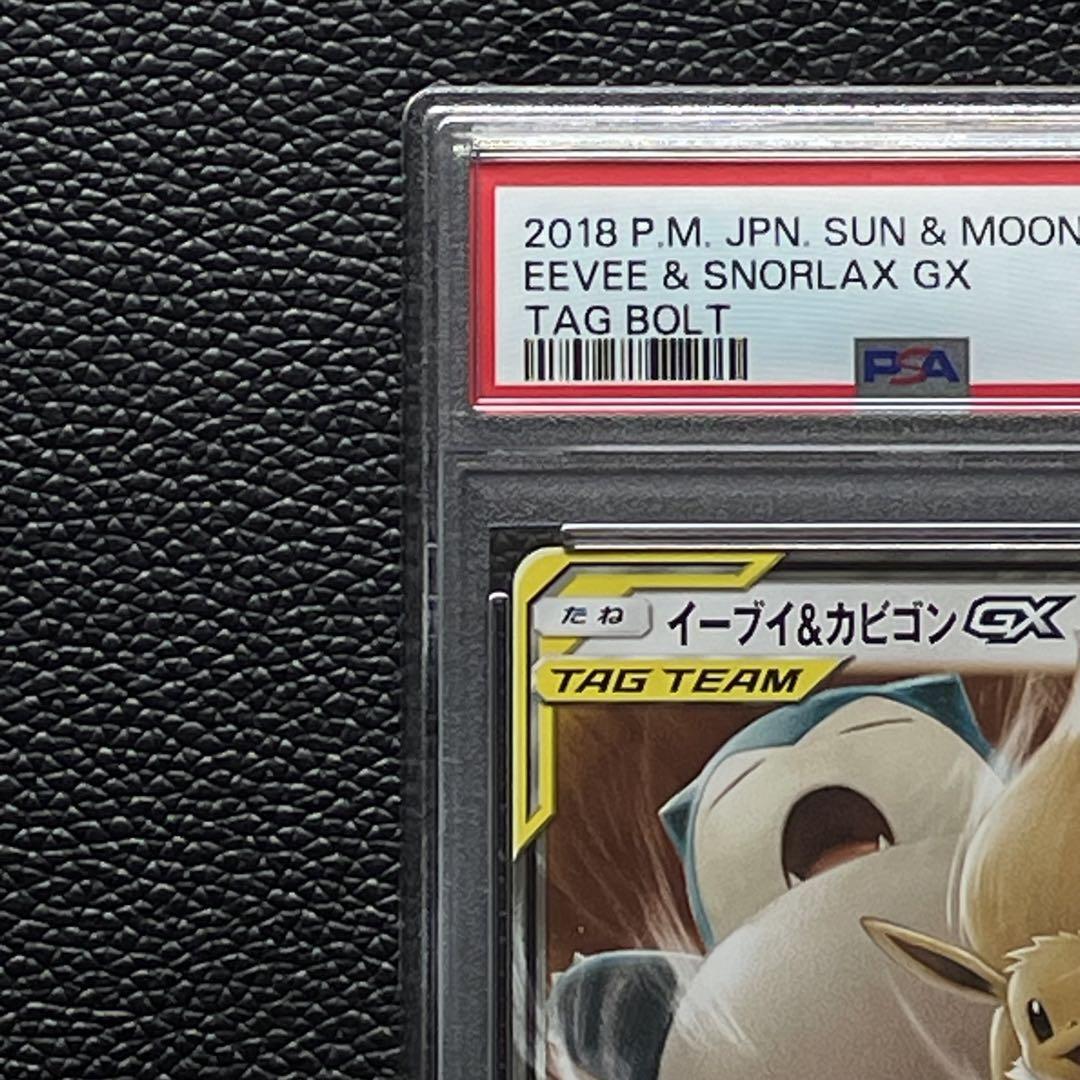 2018 P.M. JPN. SUN & MOON
EEVEE & SNORLAX GX
TAG BOLT
PSA
たね イーブイ&カビゴンGX
TAG TEAM